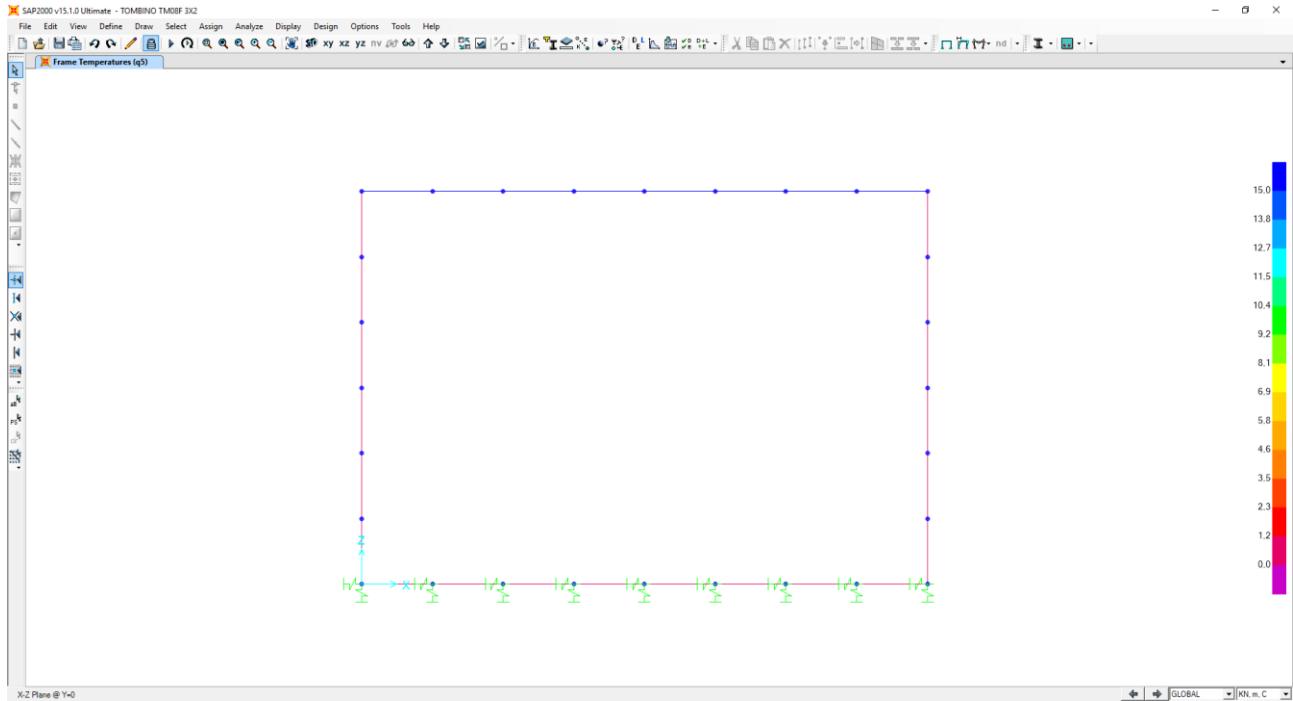 SAP2000 v15.1.0 Ultimate - TOMBINO TM08F 3X2
File Edit View Define Draw Select Assign Analyze Display Design Options Tools Help
xy xz yz nv nd
Frame Temperatures (q5)
15.0
13.8
12.7
11.5
10.4
9.2
8.1
6.9
5.8
4.6
3.5
2.3
1.2
0.0
Z
X
X-Z Plane @ Y=0
GLOBAL
KN, m, C